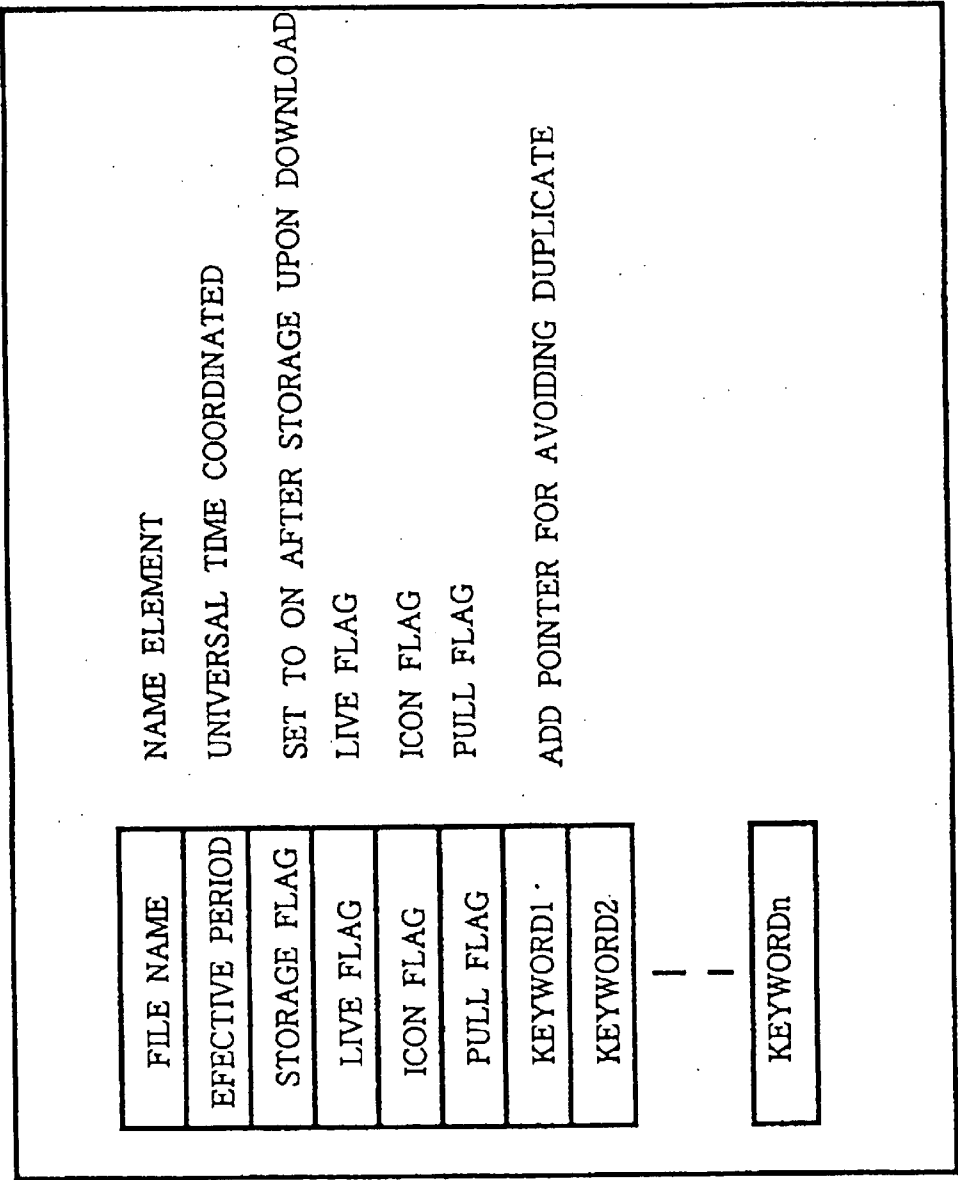 FILE NAME NAME ELEMENT
EFECTIVE PERIOD UNIVERSAL TIME COORDINATED
STORAGE FLAG SET TO ON AFTER STORAGE UPON DOWNLOAD
LIVE FLAG LIVE FLAG
ICON FLAG ICON FLAG
PULL FLAG PULL FLAG
KEYWORD1 ADD POINTER FOR AVOIDING DUPLICATE
KEYWORD2
KEYWORDn